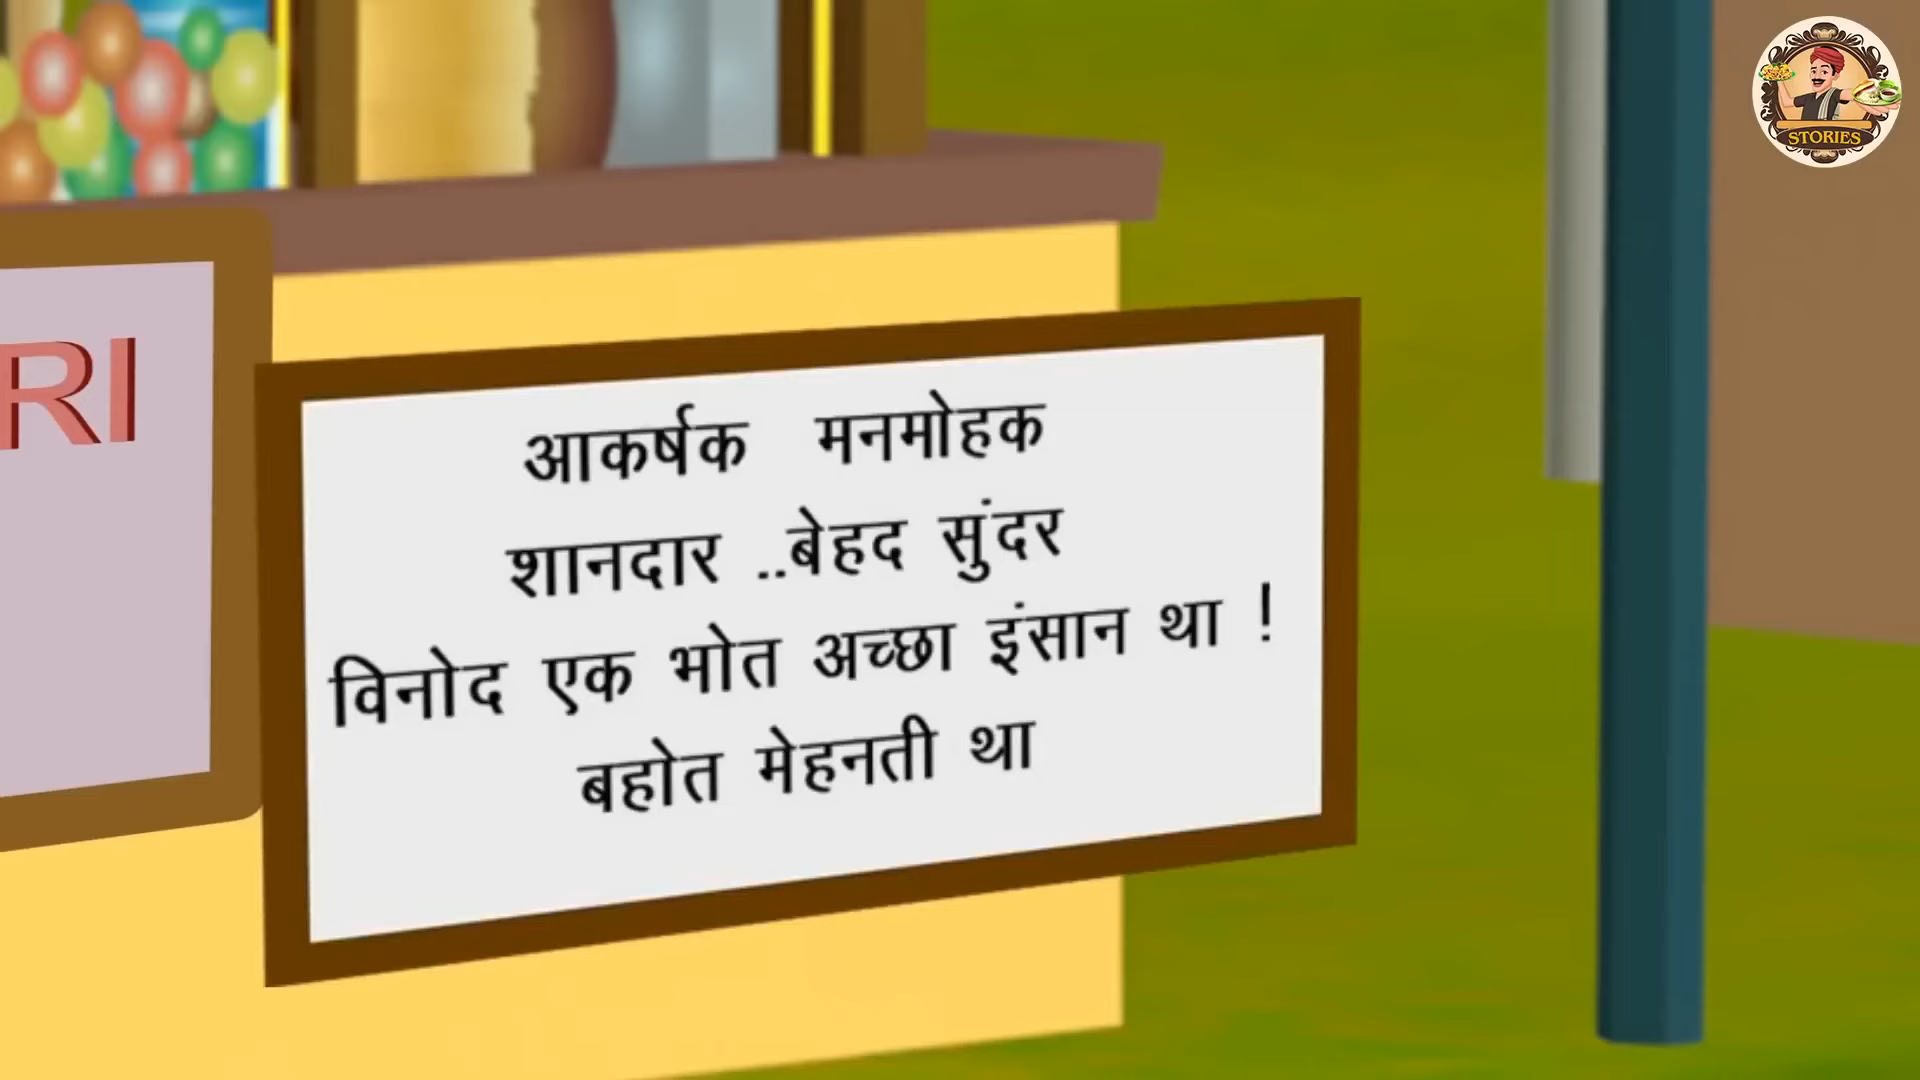 STORIES
RI
आकर्षक मनमोहक
शानदार ..बेहद सुंदर
विनोद एक भोत अच्छा इंसान था !
बहोत मेहनती था